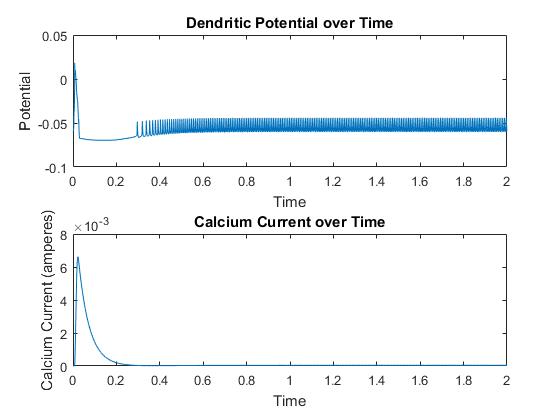 Dendritic Potential over Time
0.05
0
-0.05
-0.1
Potential
0 0.2 0.4 0.6 0.8 1 1.2 1.4 1.6 1.8 2
Time
Calcium Current over Time
×10⁻³
8
6
4
2
0
Calcium Current (amperes)
0 0.2 0.4 0.6 0.8 1 1.2 1.4 1.6 1.8 2
Time